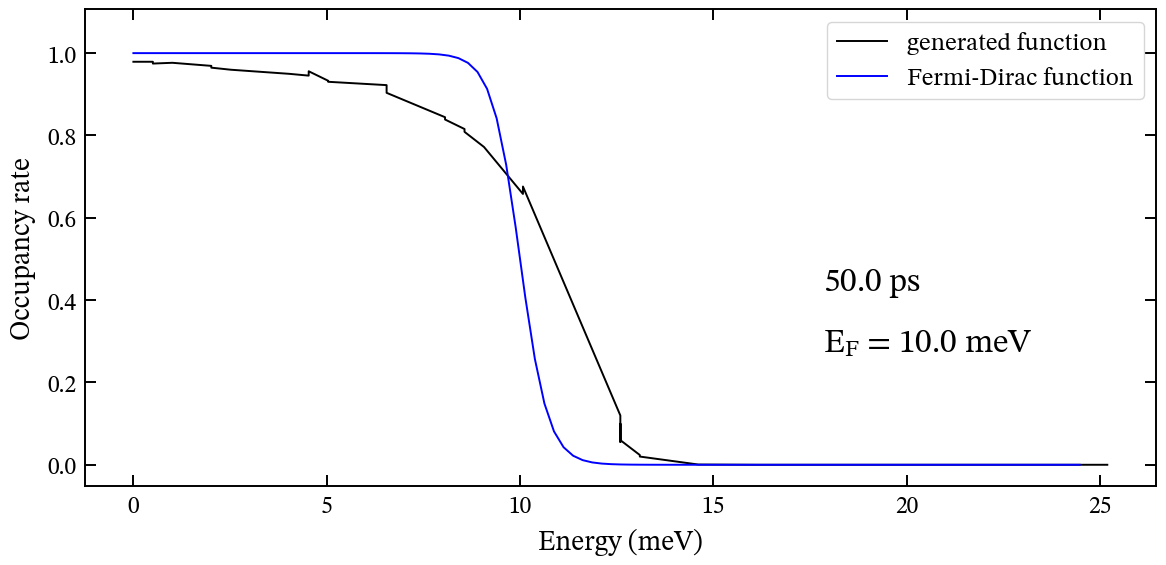 generated function
Fermi-Dirac function
1.0
0.8
0.6
0.4
0.2
0.0
Occupancy rate
50.0 ps
E_F = 10.0 meV
0 5 10 15 20 25
Energy (meV)